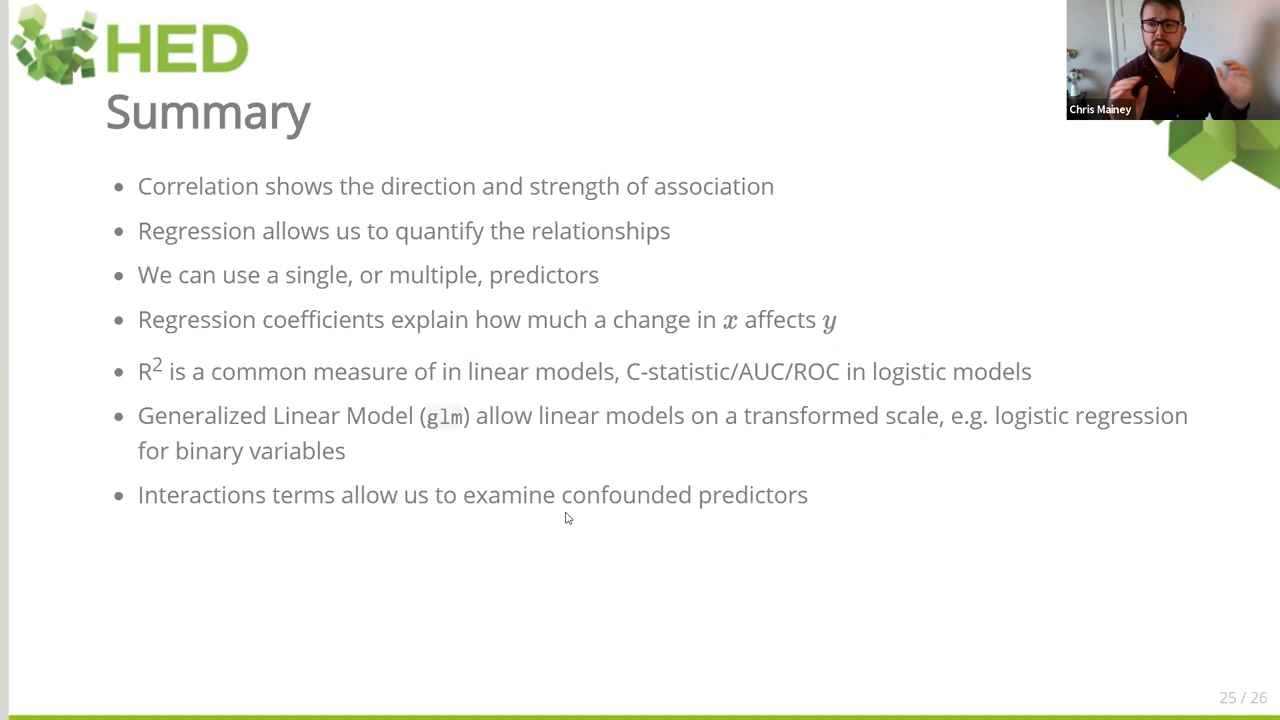 HED
Chris Mainey
Summary
• Correlation shows the direction and strength of association
• Regression allows us to quantify the relationships
• We can use a single, or multiple, predictors
• Regression coefficients explain how much a change in x affects y
• R² is a common measure of in linear models, C-statistic/AUC/ROC in logistic models
• Generalized Linear Model (glm) allow linear models on a transformed scale, e.g. logistic regression
for binary variables
• Interactions terms allow us to examine confounded predictors
25 / 26